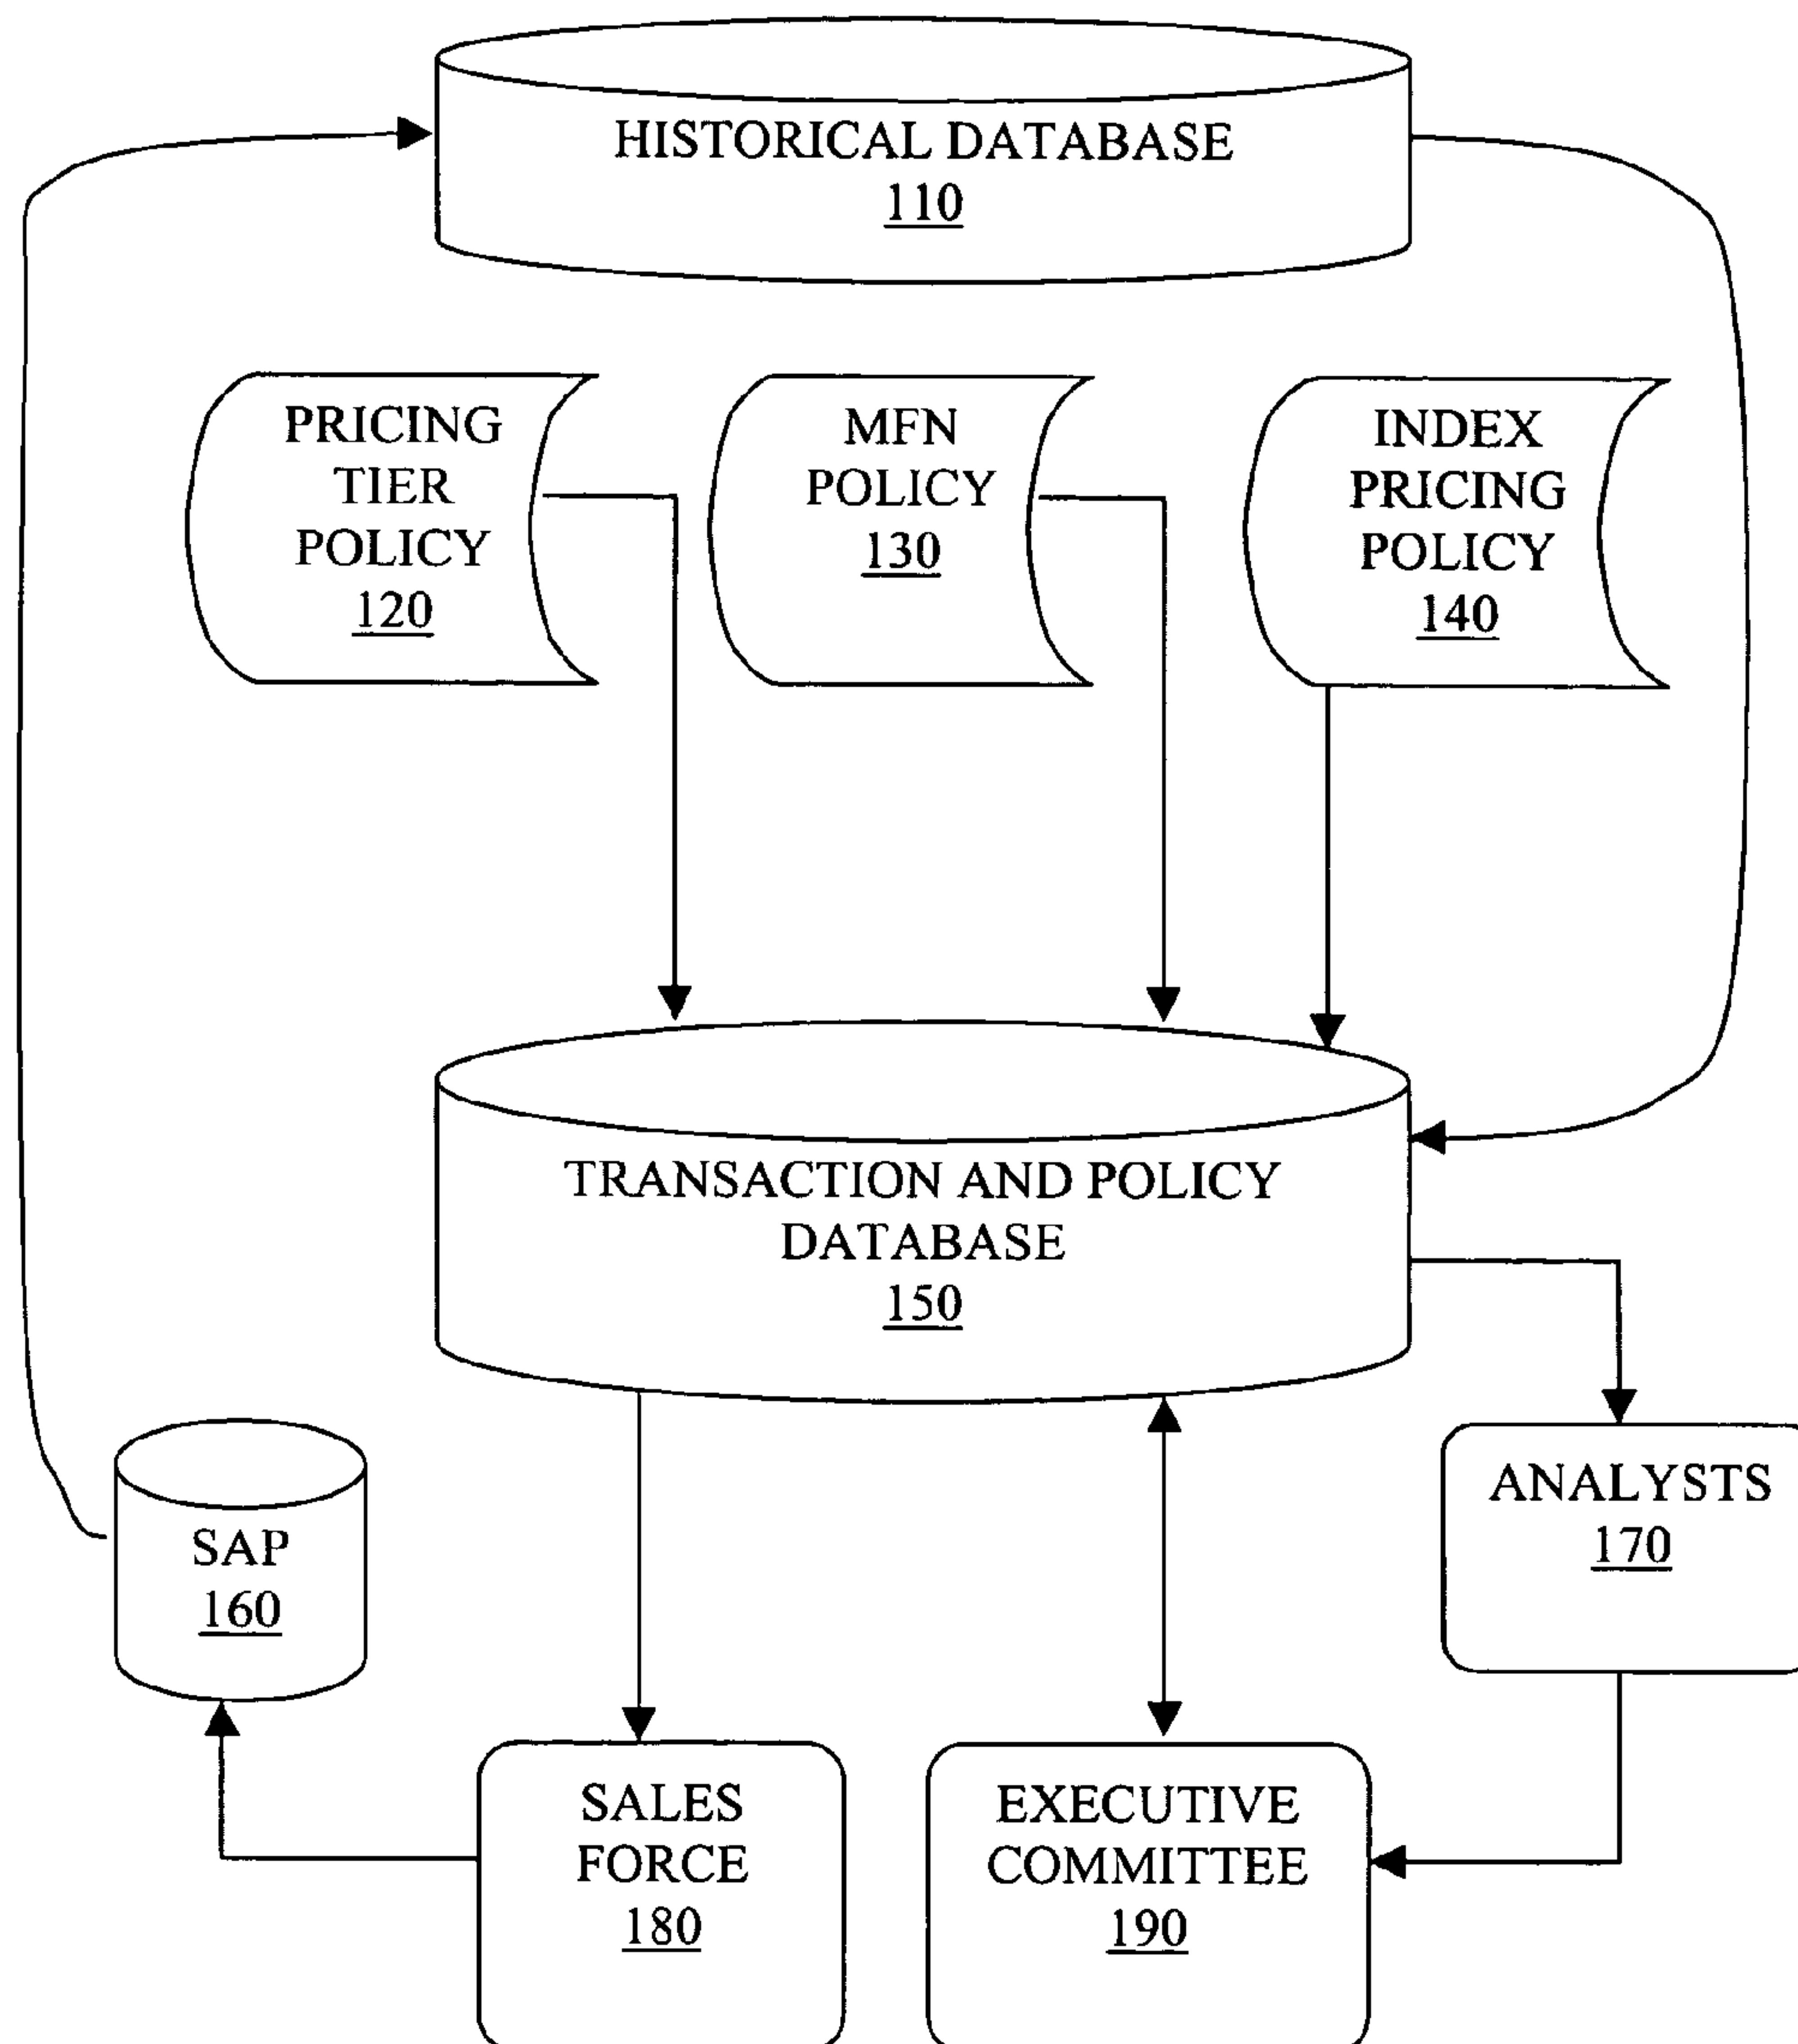 HISTORICAL DATABASE
110
PRICING
TIER
POLICY
120
MFN
POLICY
130
INDEX
PRICING
POLICY
140
TRANSACTION AND POLICY
DATABASE
150
SAP
160
ANALYSTS
170
SALES
FORCE
180
EXECUTIVE
COMMITTEE
190